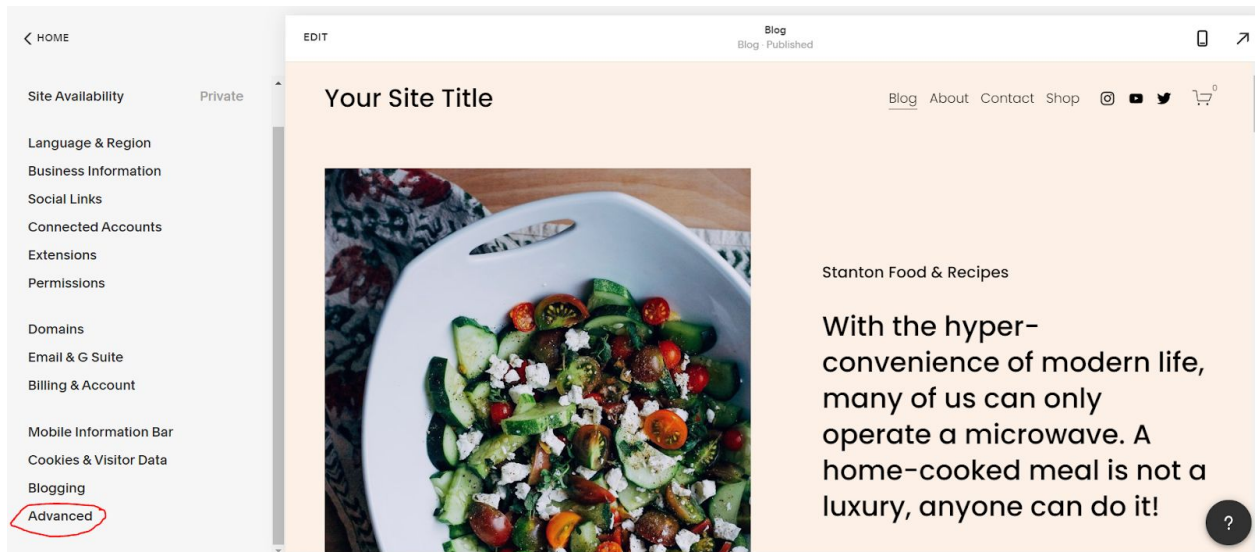 HOME
Site Availability Private
Language & Region
Business Information
Social Links
Connected Accounts
Extensions
Permissions
Domains
Email & G Suite
Billing & Account
Mobile Information Bar
Cookies & Visitor Data
Blogging
Advanced
EDIT
Blog
Blog · Published
Your Site Title
Blog About Contact Shop 0
Stanton Food & Recipes
With the hyper-
convenience of modern life,
many of us can only
operate a microwave. A
home-cooked meal is not a
luxury, anyone can do it!
?